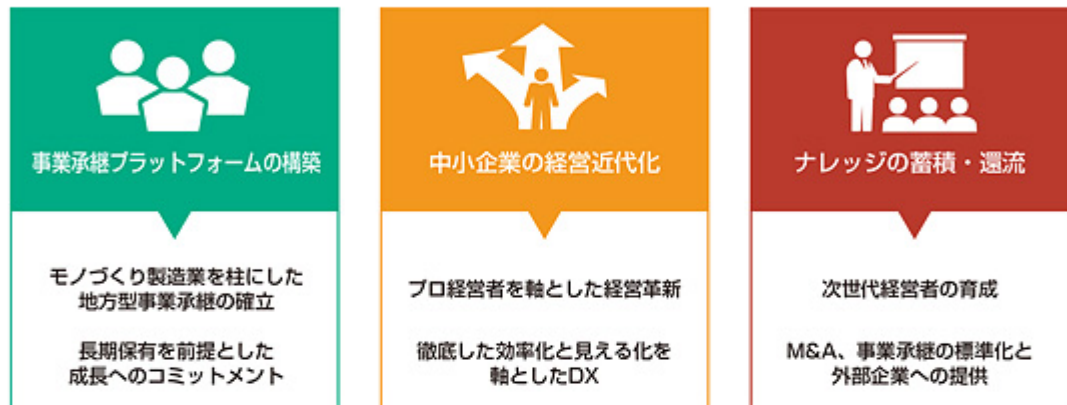 事業承継プラットフォームの構築
モノづくり製造業を柱にした
地方型事業承継の確立
長期保有を前提とした
成長へのコミットメント
中小企業の経営近代化
プロ経営者を軸とした経営革新
徹底した効率化と見える化を
軸としたDX
ナレッジの蓄積・還流
次世代経営者の育成
M&A、事業承継の標準化と
外部企業への提供